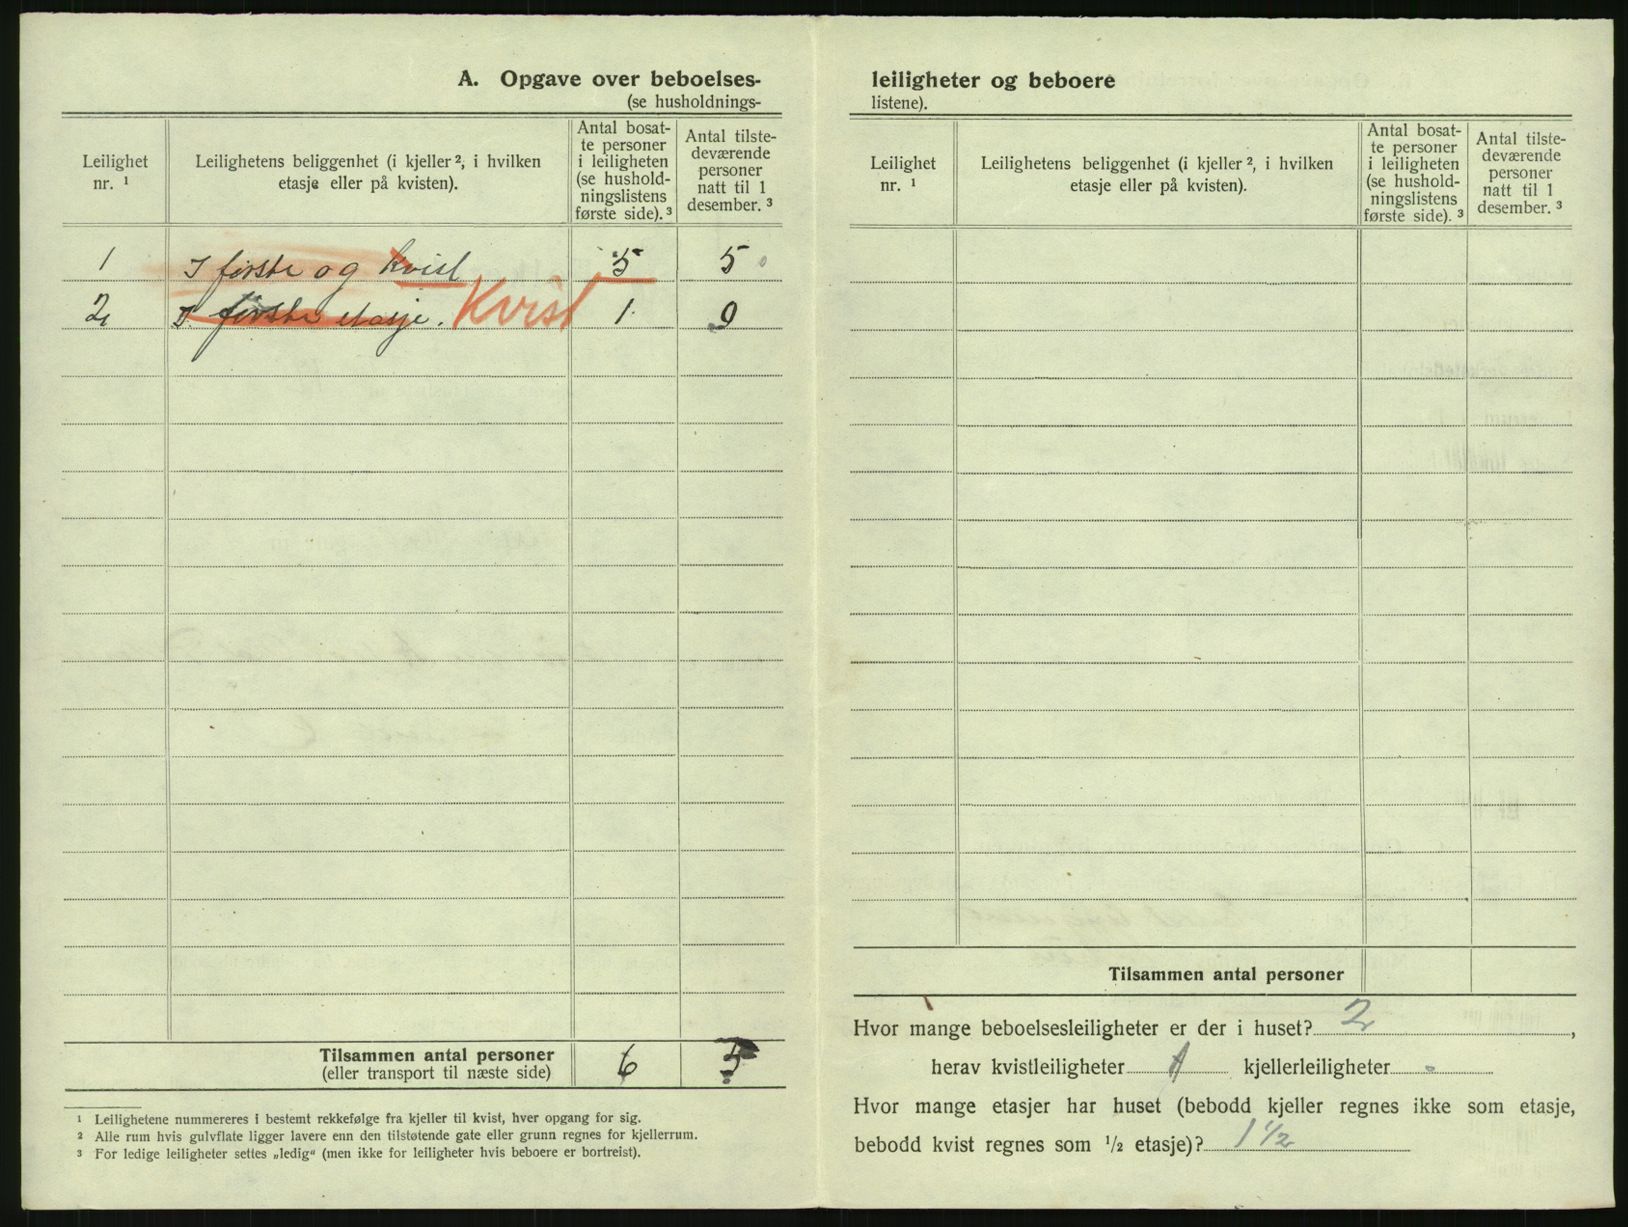 A. Opgave over beboelses-
(se husholdnings-
Leilighet nr. 1
Leilighetens beliggenhet (i kjeller 2, i hvilken etasje eller på kvisten).
Antal bosatte personer i leiligheten (se husholdningslistens første side). 3
Antal tilstedeværende personer natt til 1 desember. 3
1 I første og kvist 5 5
2 I første etasje. Kvist 1 0
Tilsammen antal personer 6 5
(eller transport til næste side)
1 Leilighetene nummereres i bestemt rekkefølge fra kjeller til kvist, hver opgang for sig.
2 Alle rum hvis gulvflate ligger lavere enn den tilstøtende gate eller grunn regnes for kjellerrum.
3 For ledige leiligheter settes „ledig“ (men ikke for leiligheter hvis beboere er bortreist).
leiligheter og beboere
listene).
Leilighet nr. 1
Leilighetens beliggenhet (i kjeller 2, i hvilken etasje eller på kvisten).
Antal bosatte personer i leiligheten (se husholdningslistens første side). 3
Antal tilstedeværende personer natt til 1 desember. 3
Tilsammen antal personer
Hvor mange beboelsesleiligheter er der i huset? 2,
herav kvistleiligheter 1 kjellerleiligheter
Hvor mange etasjer har huset (bebodd kjeller regnes ikke som etasje,
bebodd kvist regnes som 1/2 etasje)? 1 1/2